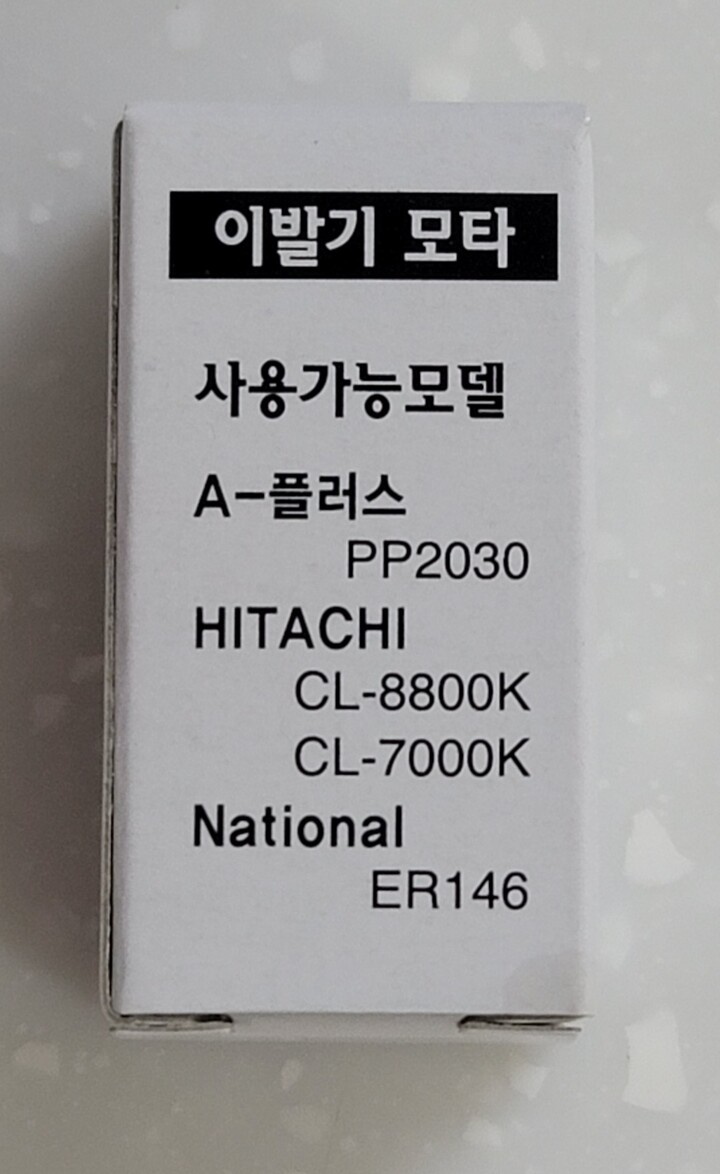 이발기 모타
사용가능모델
A-플러스
PP2030
HITACHI
CL-8800K
CL-7000K
National
ER146